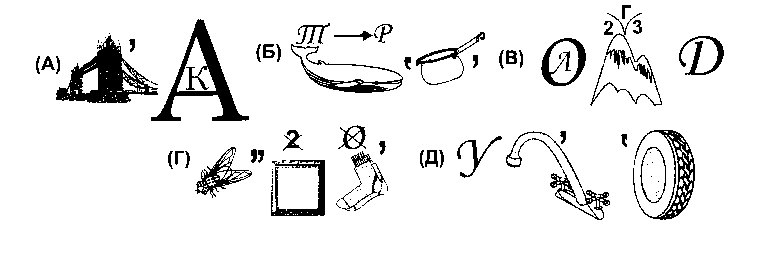 (А) , А К (Б) Т → Р , , (В) О Л 2 Г 3 Д
(Г) ,, 2 О , (Д) У , ,